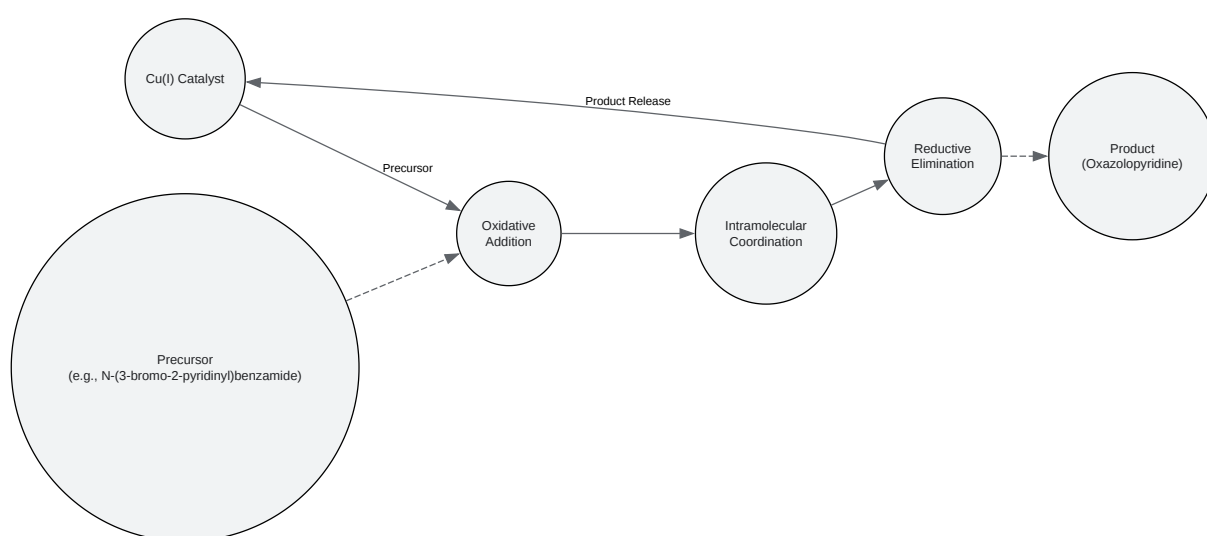 Cu(I) Catalyst
Product Release
Precursor
Reductive
Elimination
Product
(Oxazolopyridine)
Oxidative
Addition
Intramolecular
Coordination
Precursor
(e.g., N-(3-bromo-2-pyridinyl)benzamide)